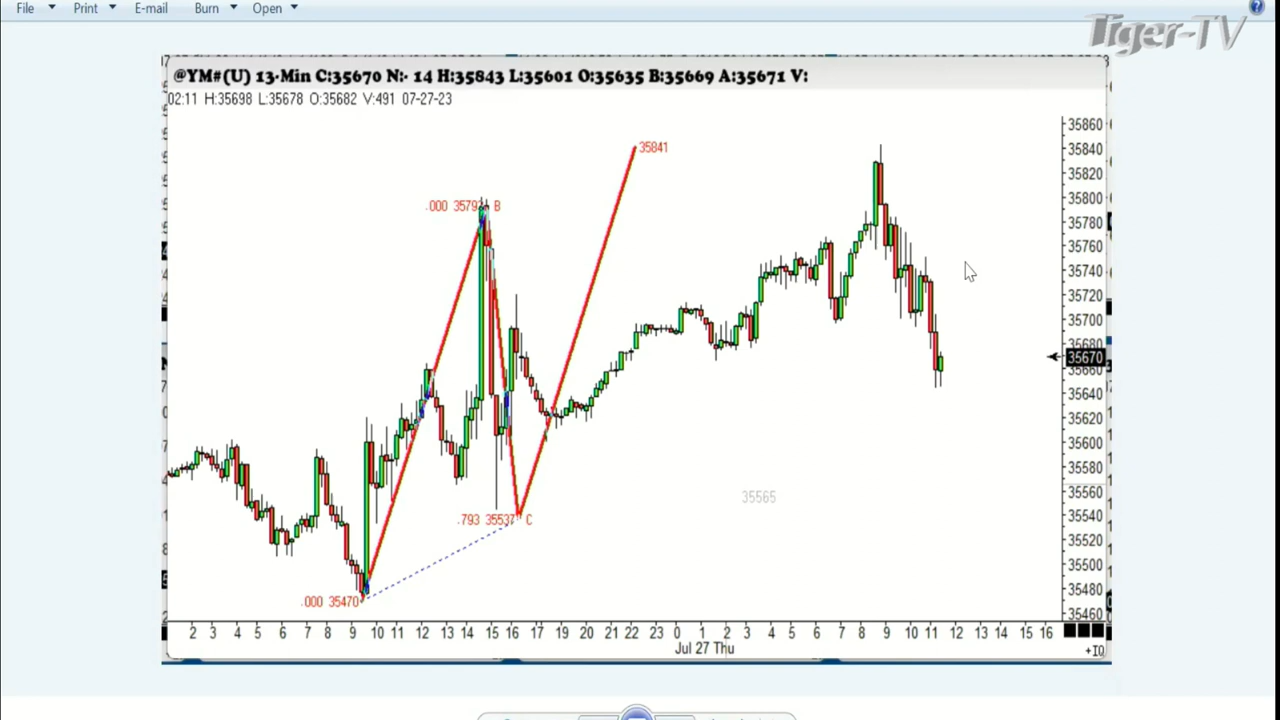 File Print E-mail Burn Open
Tiger-TV
@YM#(U) 13-Min C:35670 N:- 14 H:35843 L:35601 O:35635 B:35669 A:35671 V:
02:11 H:35698 L:35678 O:35682 V:491 07-27-23
35860
35841
35840
35820
35800
.000 35792 B
35780
35760
35740
35720
35700
35680
35670
35660
35640
35620
35600
35580
35565
35560
.793 35537 C
35540
35520
35500
35480
.000 35470
35460
2 3 4 5 6 7 8 9 10 11 12 13 14 15 16 17 19 20 21 22 23 0 1 2 3 4 5 6 7 8 9 10 11 12 13 14 15 16
Jul 27 Thu
+IQ